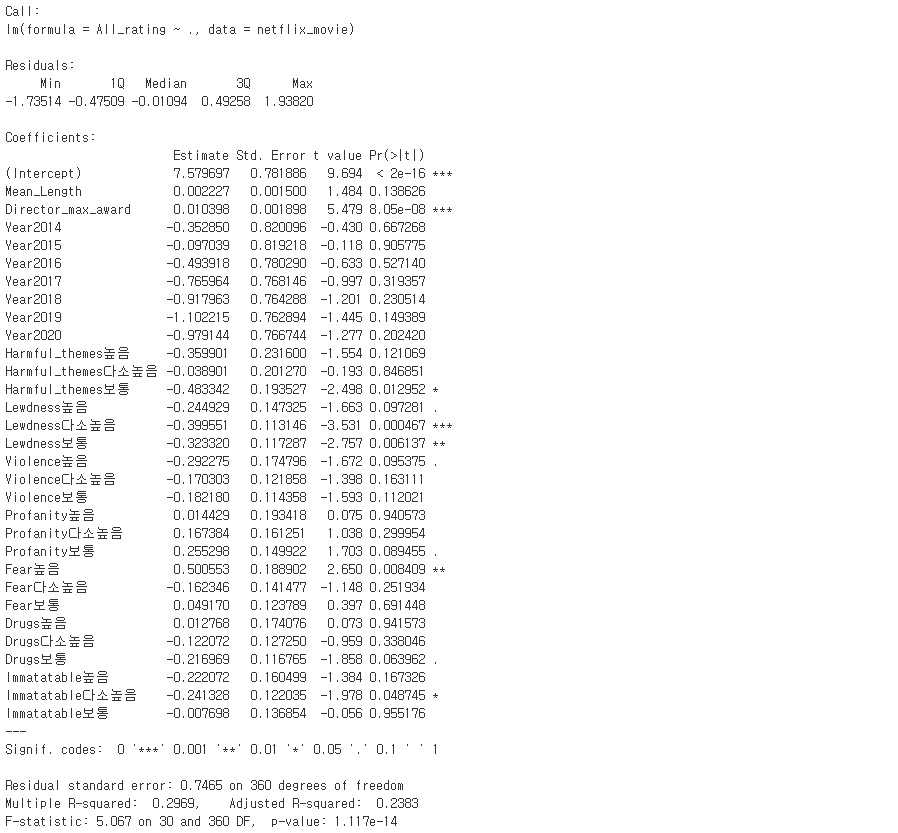 Call:
lm(formula = All_rating ~ ., data = netflix_movie)
Residuals:
Min 1Q Median 3Q Max
-1.73514 -0.47509 -0.01094 0.49258 1.93820
Coefficients:
Estimate Std. Error t value Pr(>|t|)
(Intercept) 7.579697 0.781886 9.694 < 2e-16 ***
Mean_Length 0.002227 0.001500 1.484 0.138626
Director_max_award 0.010398 0.001898 5.479 8.05e-08 ***
Year2014 -0.352850 0.820096 -0.430 0.667268
Year2015 -0.097039 0.819218 -0.118 0.905775
Year2016 -0.493918 0.780290 -0.633 0.527140
Year2017 -0.765964 0.768146 -0.997 0.319357
Year2018 -0.917963 0.764288 -1.201 0.230514
Year2019 -1.102215 0.762894 -1.445 0.149389
Year2020 -0.979144 0.766744 -1.277 0.202420
Harmful_themes높음 -0.359901 0.231600 -1.554 0.121069
Harmful_themes다소높음 -0.038901 0.201270 -0.193 0.846851
Harmful_themes보통 -0.483342 0.193527 -2.498 0.012952 *
Lewdness높음 -0.244929 0.147325 -1.663 0.097281 .
Lewdness다소높음 -0.399551 0.113146 -3.531 0.000467 ***
Lewdness보통 -0.323320 0.117287 -2.757 0.006137 **
Violence높음 -0.292275 0.174796 -1.672 0.095375 .
Violence다소높음 -0.170303 0.121858 -1.398 0.163111
Violence보통 -0.182180 0.114358 -1.593 0.112021
Profanity높음 0.014429 0.193418 0.075 0.940573
Profanity다소높음 0.167384 0.161251 1.038 0.299954
Profanity보통 0.255298 0.149922 1.703 0.089455 .
Fear높음 0.500553 0.188902 2.650 0.008409 **
Fear다소높음 -0.162346 0.141477 -1.148 0.251934
Fear보통 0.049170 0.123789 0.397 0.691448
Drugs높음 0.012768 0.174076 0.073 0.941573
Drugs다소높음 -0.122072 0.127250 -0.959 0.338046
Drugs보통 -0.216969 0.116765 -1.858 0.063962 .
Immatatable높음 -0.222072 0.160499 -1.384 0.167326
Immatatable다소높음 -0.241328 0.122035 -1.978 0.048745 *
Immatatable보통 -0.007698 0.136854 -0.056 0.955176
---
Signif. codes: 0 '***' 0.001 '**' 0.01 '*' 0.05 '.' 0.1 ' ' 1
Residual standard error: 0.7465 on 360 degrees of freedom
Multiple R-squared: 0.2969, Adjusted R-squared: 0.2383
F-statistic: 5.067 on 30 and 360 DF, p-value: 1.117e-14